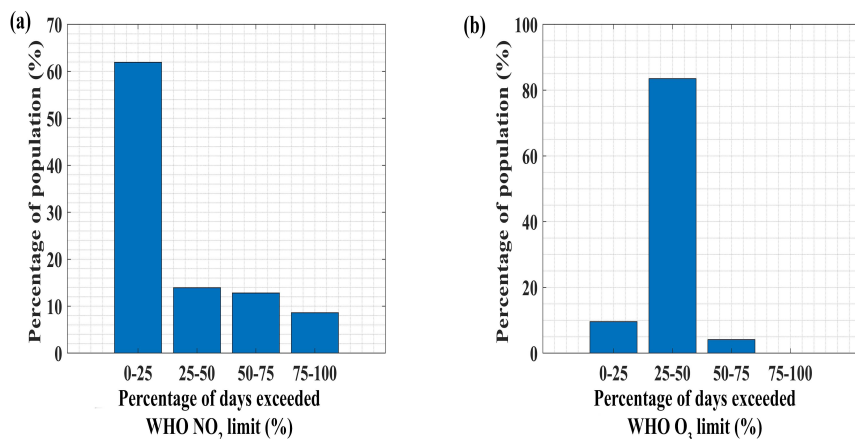 (a)
Percentage of population (%)
70
60
50
40
30
20
10
0
0-25 25-50 50-75 75-100
Percentage of days exceeded
WHO NO₂ limit (%)
(b)
Percentage of population (%)
100
80
60
40
20
0
0-25 25-50 50-75 75-100
Percentage of days exceeded
WHO O₃ limit (%)